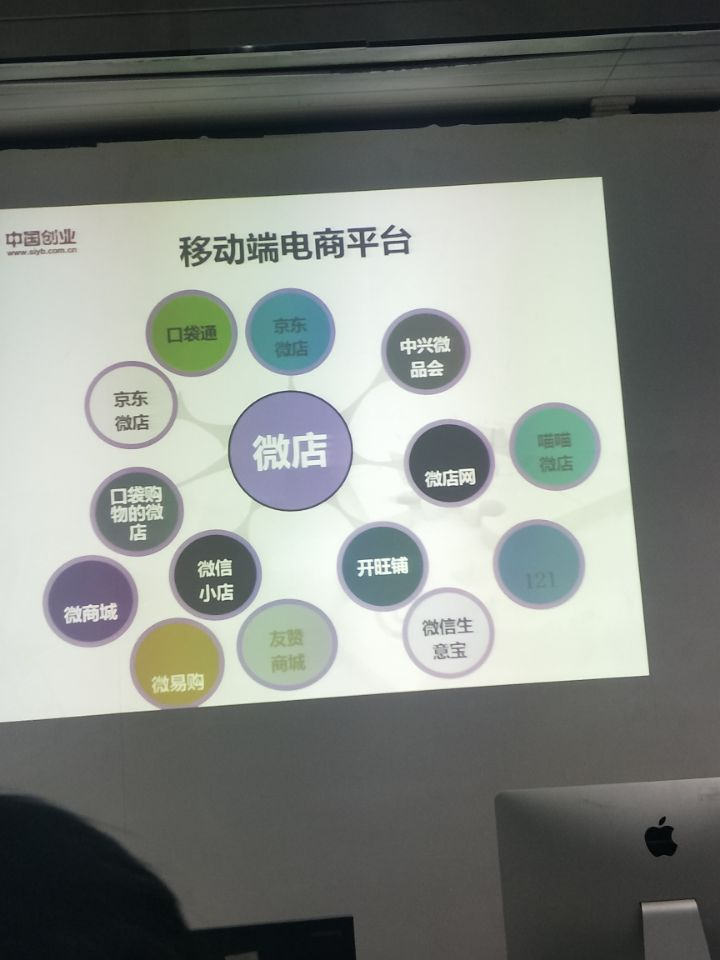 中国创业
www.siyb.com.cn
移动端电商平台
口袋通
京东
微店
中兴微
品会
京东
微店
微店
微店网
喵喵
微店
口袋购
物的微
店
微信
小店
开旺铺
121
微商城
微信生
意宝
友赞
商城
微易购